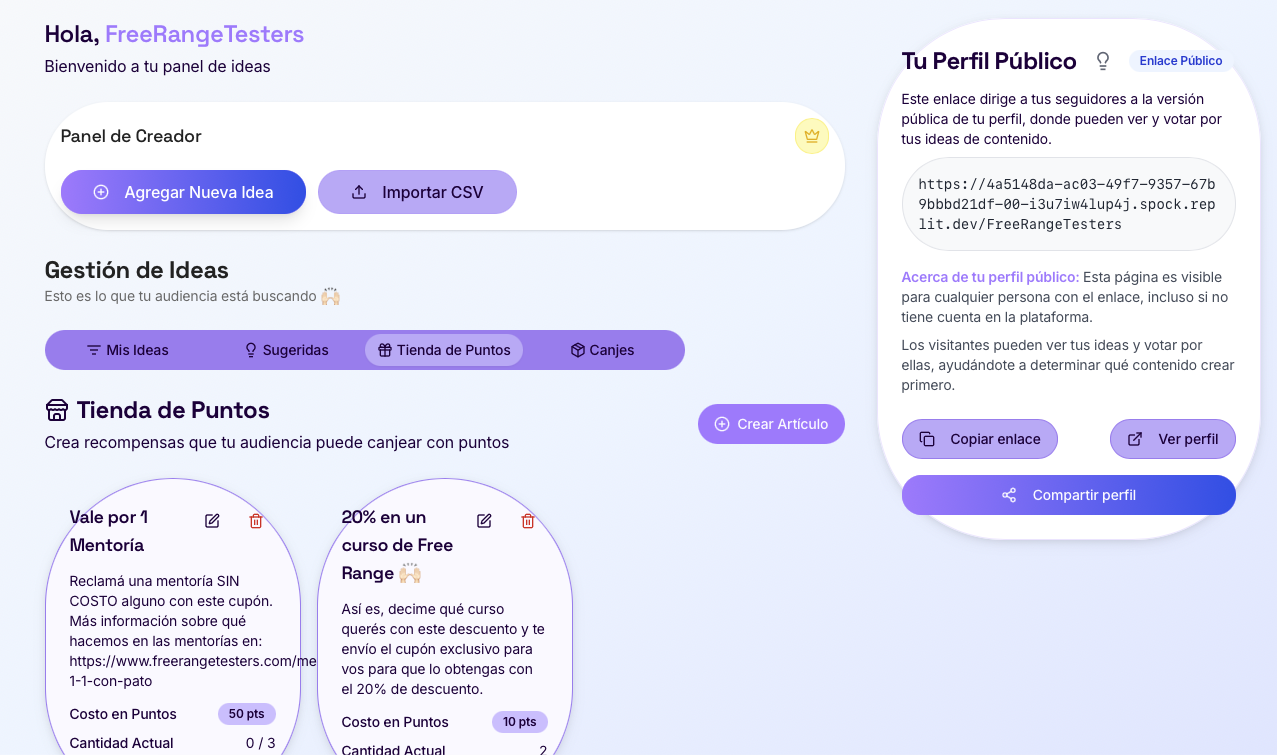 Hola, FreeRangeTesters
Bienvenido a tu panel de ideas
Panel de Creador
Agregar Nueva Idea
Importar CSV
Gestión de Ideas
Esto es lo que tu audiencia está buscando 🙌🏻
Mis Ideas
Sugeridas
Tienda de Puntos
Canjes
Tienda de Puntos
Crea recompensas que tu audiencia puede canjear con puntos
Crear Artículo
Vale por 1
Mentoría
Reclamá una mentoría SIN
COSTO alguno con este cupón.
Más información sobre qué
hacemos en las mentorías en:
https://www.freerangetesters.com/me
1-1-con-pato
Costo en Puntos
50 pts
Cantidad Actual
0 / 3
20% en un
curso de Free
Range 🙌🏻
Así es, decime qué curso
querés con este descuento y te
envío el cupón exclusivo para
vos para que lo obtengas con
el 20% de descuento.
Costo en Puntos
10 pts
Cantidad Actual
2
Tu Perfil Público
Enlace Público
Este enlace dirige a tus seguidores a la versión
pública de tu perfil, donde pueden ver y votar por
tus ideas de contenido.
https://4a5148da-ac03-49f7-9357-67b
9bbbd21df-00-i3u7iw4lup4j.spock.rep
lit.dev/FreeRangeTesters
Acerca de tu perfil público: Esta página es visible
para cualquier persona con el enlace, incluso si no
tiene cuenta en la plataforma.
Los visitantes pueden ver tus ideas y votar por
ellas, ayudándote a determinar qué contenido crear
primero.
Copiar enlace
Ver perfil
Compartir perfil